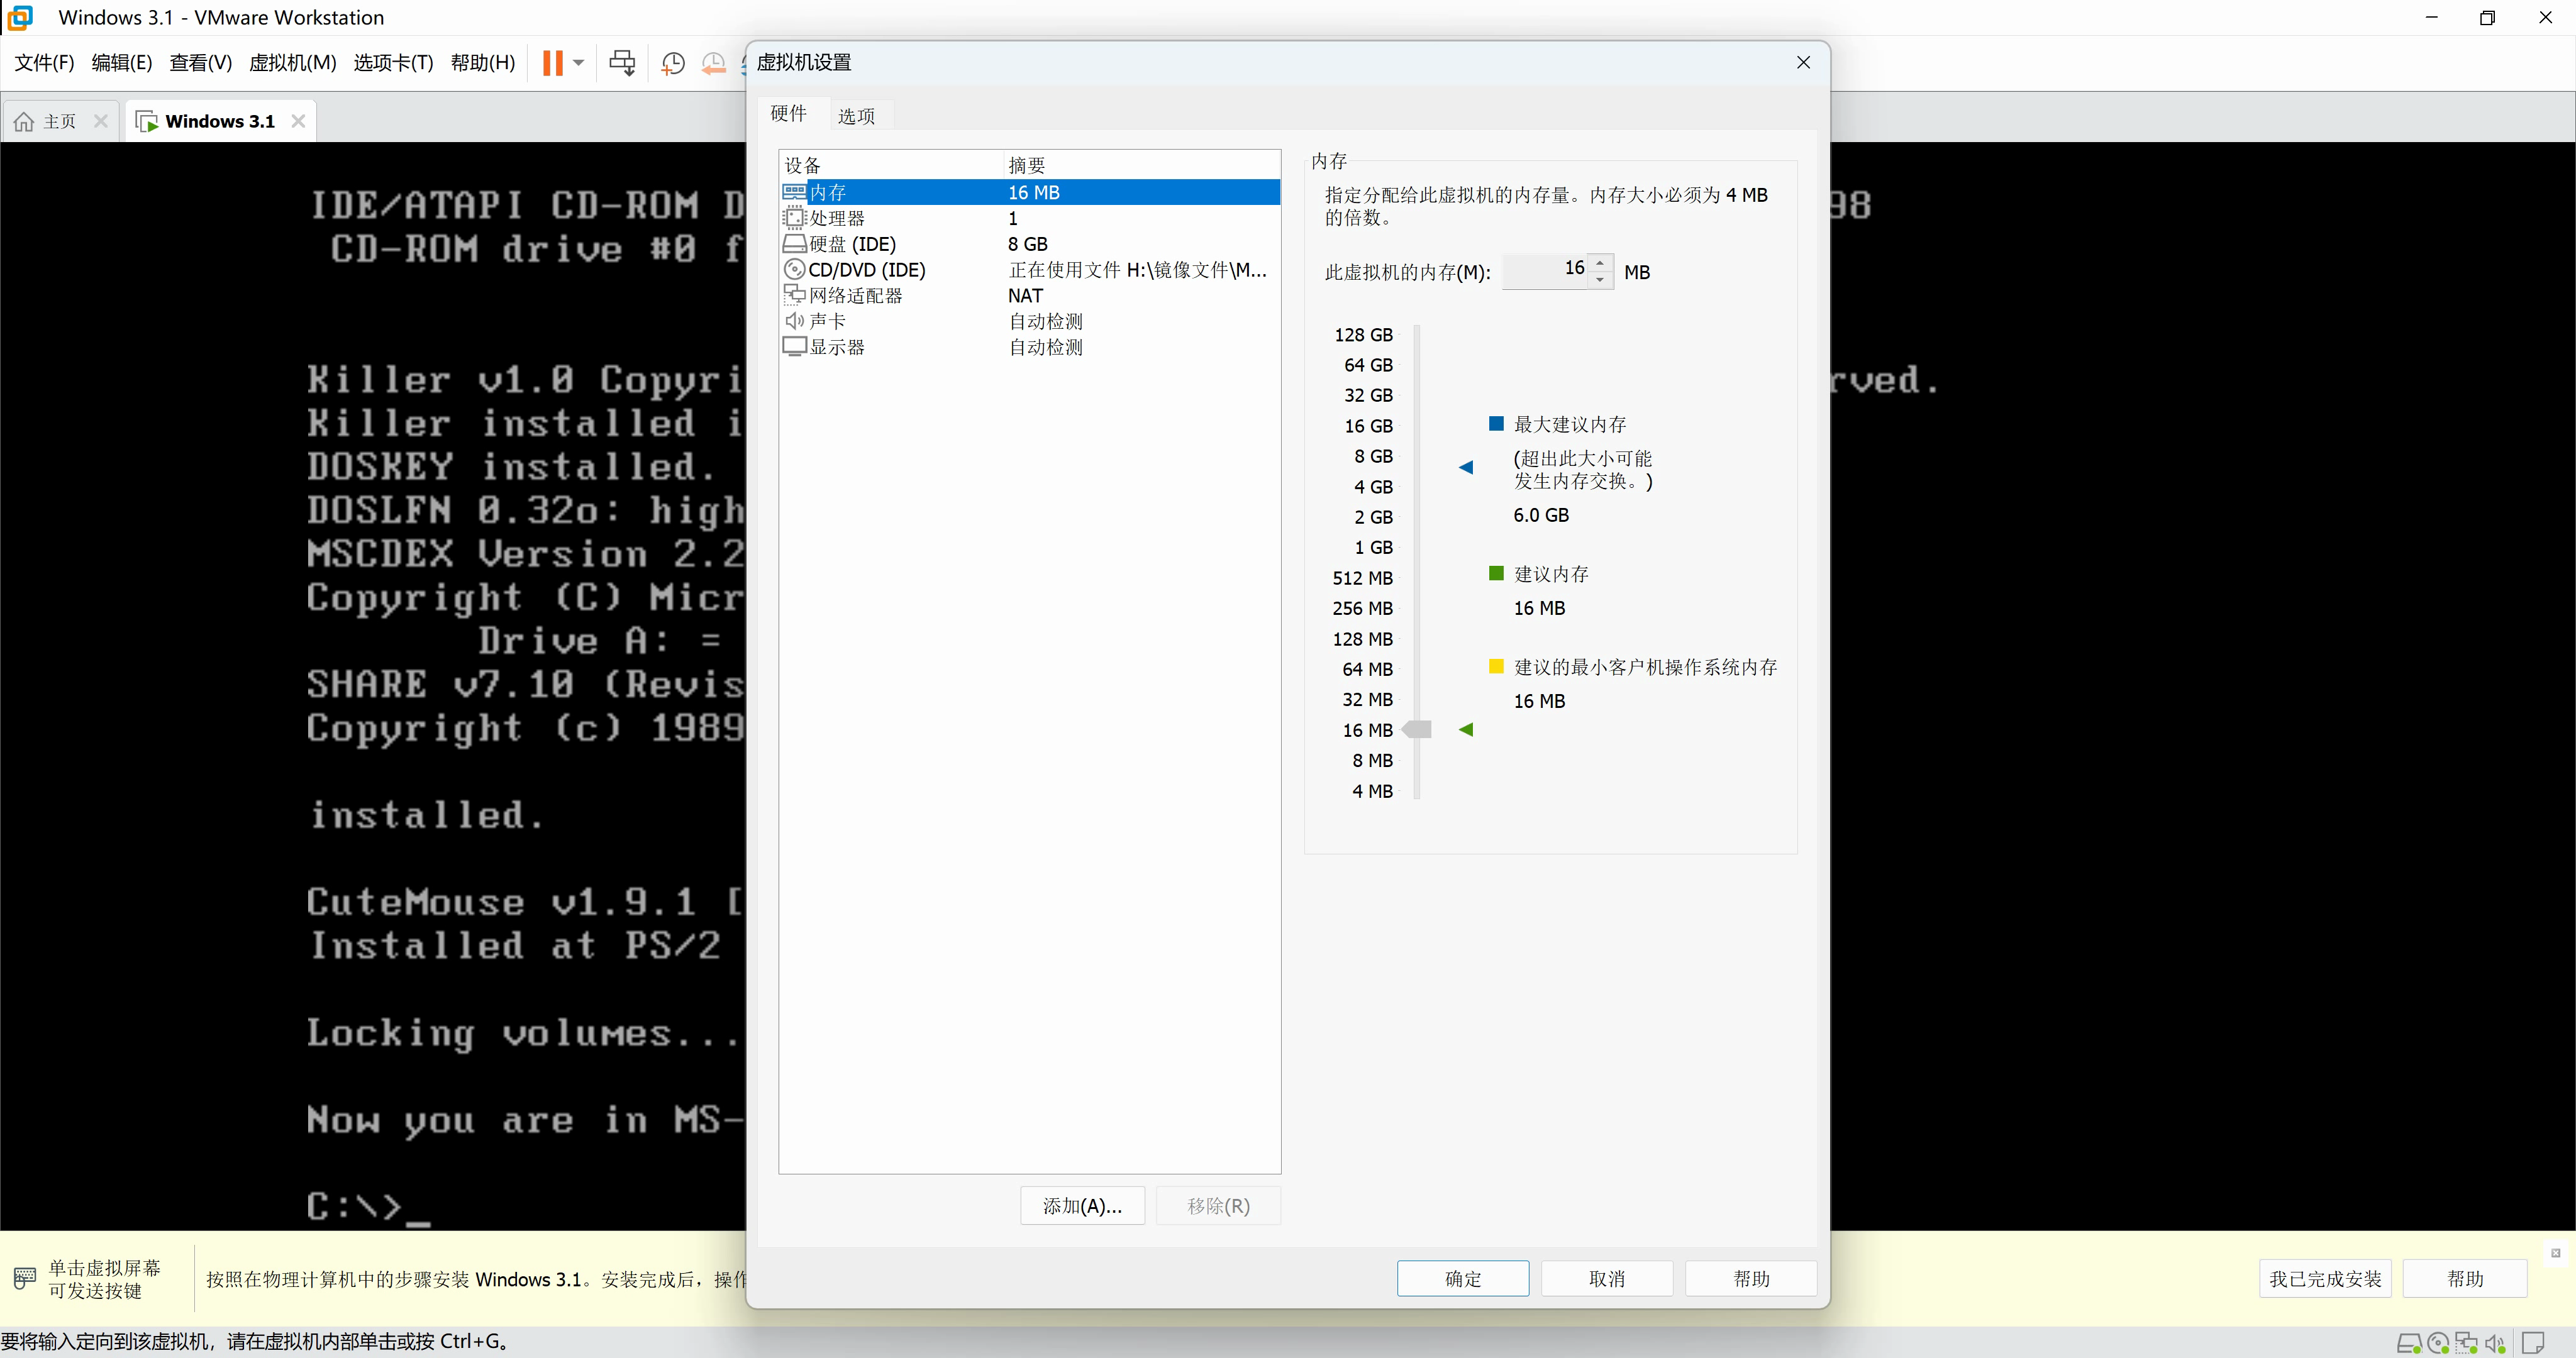 Windows 3.1 - VMware Workstation
文件(F) 编辑(E) 查看(V) 虚拟机(M) 选项卡(T) 帮助(H)
主页
Windows 3.1
IDE/ATAPI CD-ROM D
98
CD-ROM drive #0 f
Killer v1.0 Copyri
rved.
Killer installed i
DOSKEY installed.
DOSLFN 0.32o: high
MSCDEX Version 2.2
Copyright (C) Micr
Drive A: =
SHARE v7.10 (Revis
Copyright (c) 1989
installed.
CuteMouse v1.9.1 [
Installed at PS/2
Locking volumes...
Now you are in MS-
C:\>_
虚拟机设置
硬件 选项
设备 摘要
内存 16 MB
处理器 1
硬盘 (IDE) 8 GB
CD/DVD (IDE) 正在使用文件 H:\镜像文件\M...
网络适配器 NAT
声卡 自动检测
显示器 自动检测
添加(A)... 移除(R)
内存
指定分配给此虚拟机的内存量。内存大小必须为 4 MB
的倍数。
此虚拟机的内存(M): 16 MB
128 GB
64 GB
32 GB
16 GB
8 GB
4 GB
2 GB
1 GB
512 MB
256 MB
128 MB
64 MB
32 MB
16 MB
8 MB
4 MB
最大建议内存
(超出此大小可能
发生内存交换。)
6.0 GB
建议内存
16 MB
建议的最小客户机操作系统内存
16 MB
确定 取消 帮助
单击虚拟屏幕
可发送按键
按照在物理计算机中的步骤安装 Windows 3.1。安装完成后，操作
我已完成安装 帮助
要将输入定向到该虚拟机，请在虚拟机内部单击或按 Ctrl+G。